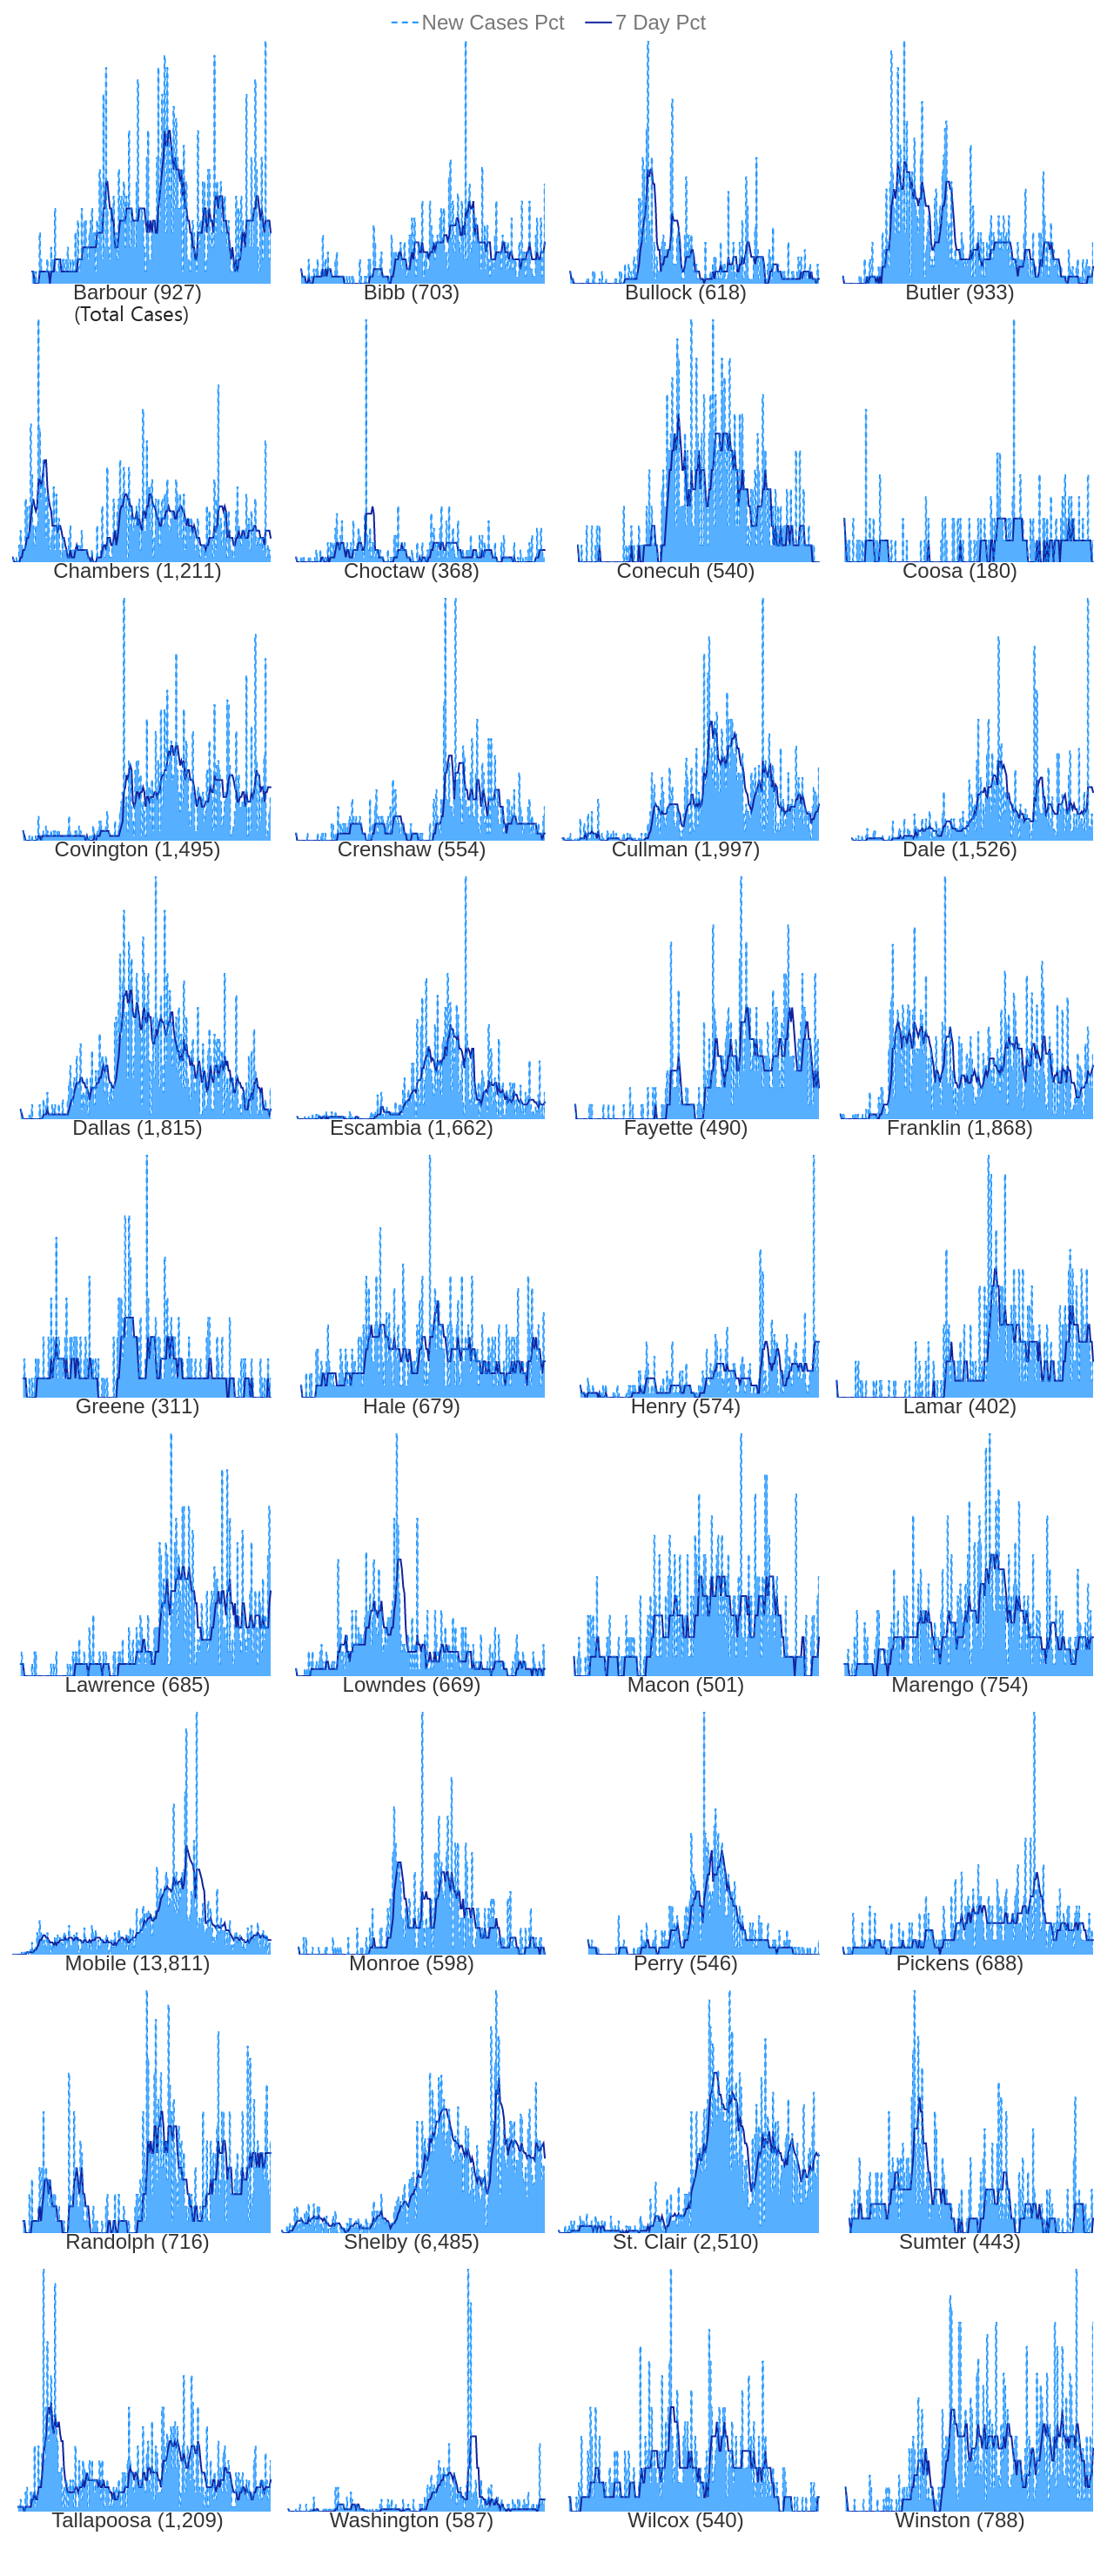 New Cases Pct 7 Day Pct
Barbour (927) Bibb (703) Bullock (618) Butler (933)
(Total Cases)
Chambers (1,211) Choctaw (368) Conecuh (540) Coosa (180)
Covington (1,495) Crenshaw (554) Cullman (1,997) Dale (1,526)
Dallas (1,815) Escambia (1,662) Fayette (490) Franklin (1,868)
Greene (311) Hale (679) Henry (574) Lamar (402)
Lawrence (685) Lowndes (669) Macon (501) Marengo (754)
Mobile (13,811) Monroe (598) Perry (546) Pickens (688)
Randolph (716) Shelby (6,485) St. Clair (2,510) Sumter (443)
Tallapoosa (1,209) Washington (587) Wilcox (540) Winston (788)